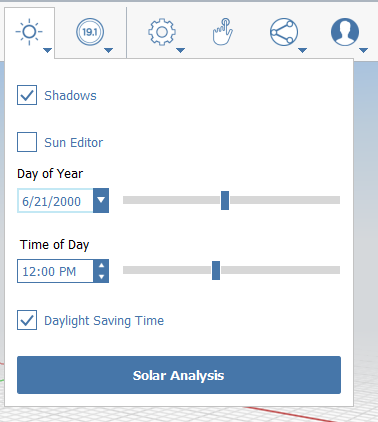 19.1
Shadows
Sun Editor
Day of Year
6/21/2000
Time of Day
12:00 PM
Daylight Saving Time
Solar Analysis